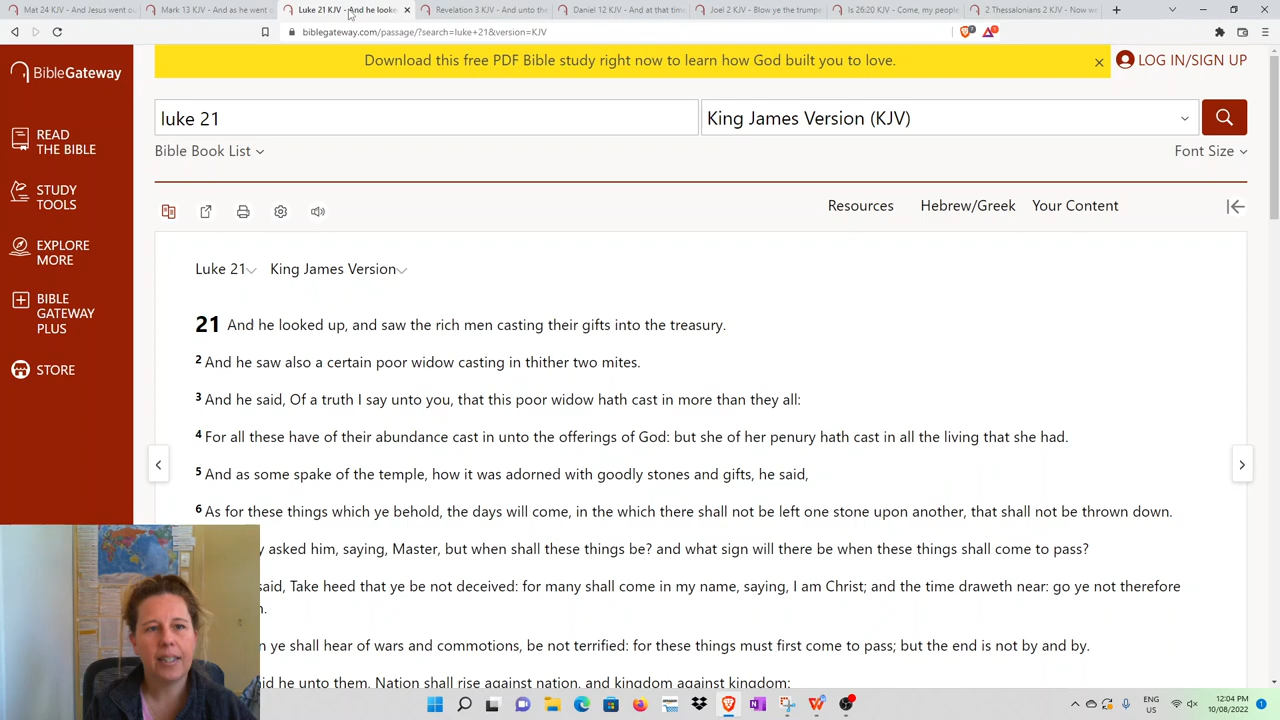 Mat 24 KJV - And Jesus went ou
Mark 13 KJV - And as he went o
Luke 21 KJV - And he looke
Revelation 3 KJV - And unto the
Daniel 12 KJV - And at that time
Joel 2 KJV - Blow ye the trumpe
Is 26:20 KJV - Come, my people
2 Thessalonians 2 KJV - Now we
biblegateway.com/passage/?search=luke+21&version=KJV
Download this free PDF Bible study right now to learn how God built you to love.
LOG IN/SIGN UP
BibleGateway
luke 21
King James Version (KJV)
Bible Book List
Font Size
READ
THE BIBLE
STUDY
TOOLS
EXPLORE
MORE
BIBLE
GATEWAY
PLUS
STORE
Resources
Hebrew/Greek
Your Content
Luke 21
King James Version
21 And he looked up, and saw the rich men casting their gifts into the treasury.
2 And he saw also a certain poor widow casting in thither two mites.
3 And he said, Of a truth I say unto you, that this poor widow hath cast in more than they all:
4 For all these have of their abundance cast in unto the offerings of God: but she of her penury hath cast in all the living that she had.
5 And as some spake of the temple, how it was adorned with goodly stones and gifts, he said,
6 As for these things which ye behold, the days will come, in the which there shall not be left one stone upon another, that shall not be thrown down.
y asked him, saying, Master, but when shall these things be? and what sign will there be when these things shall come to pass?
said, Take heed that ye be not deceived: for many shall come in my name, saying, I am Christ; and the time draweth near: go ye not therefore
n ye shall hear of wars and commotions, be not terrified: for these things must first come to pass; but the end is not by and by.
id he unto them, Nation shall rise against nation, and kingdom against kingdom:
ENG
US
12:04 PM
10/08/2022